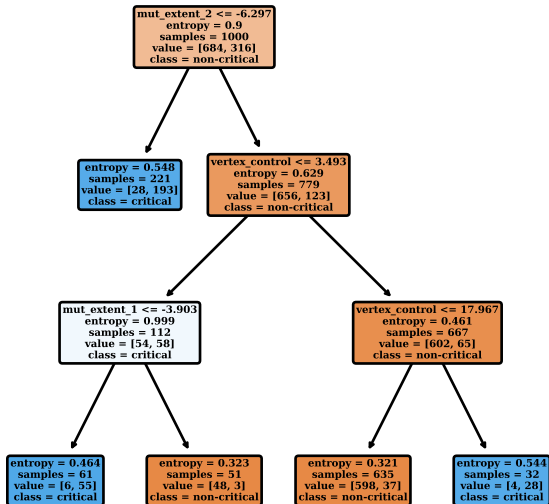 mut_extent_2 <= -6.297
entropy = 0.9
samples = 1000
value = [684, 316]
class = non-critical
entropy = 0.548
samples = 221
value = [28, 193]
class = critical
vertex_control <= 3.493
entropy = 0.629
samples = 779
value = [656, 123]
class = non-critical
mut_extent_1 <= -3.903
entropy = 0.999
samples = 112
value = [54, 58]
class = critical
vertex_control <= 17.967
entropy = 0.461
samples = 667
value = [602, 65]
class = non-critical
entropy = 0.464
samples = 61
value = [6, 55]
class = critical
entropy = 0.323
samples = 51
value = [48, 3]
class = non-critical
entropy = 0.321
samples = 635
value = [598, 37]
class = non-critical
entropy = 0.544
samples = 32
value = [4, 28]
class = critical